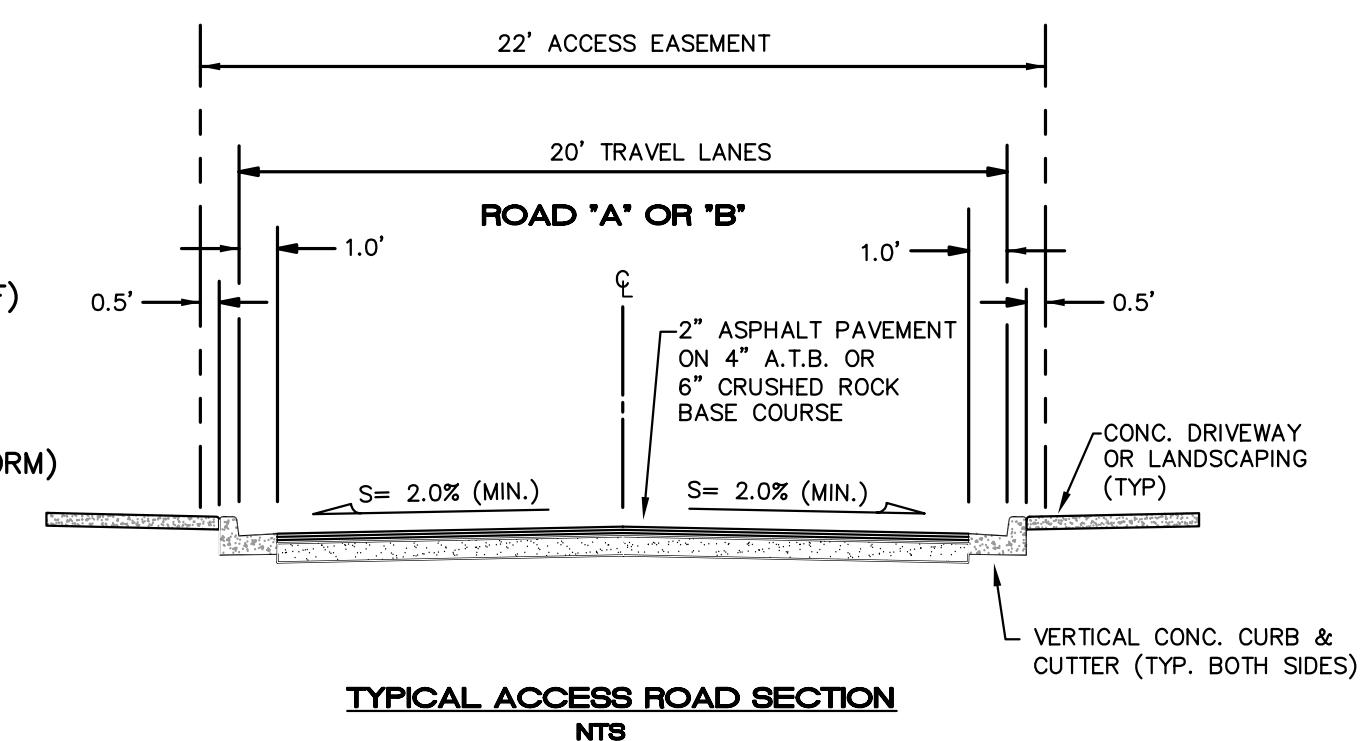 22' ACCESS EASEMENT
20' TRAVEL LANES
ROAD "A" OR "B"
1.0'
1.0'
F)
0.5'
℄
0.5'
2" ASPHALT PAVEMENT
ON 4" A.T.B. OR
6" CRUSHED ROCK
BASE COURSE
ORM)
CONC. DRIVEWAY
OR LANDSCAPING
(TYP)
S= 2.0% (MIN.)
S= 2.0% (MIN.)
VERTICAL CONC. CURB &
CUTTER (TYP. BOTH SIDES)
TYPICAL ACCESS ROAD SECTION
NTS